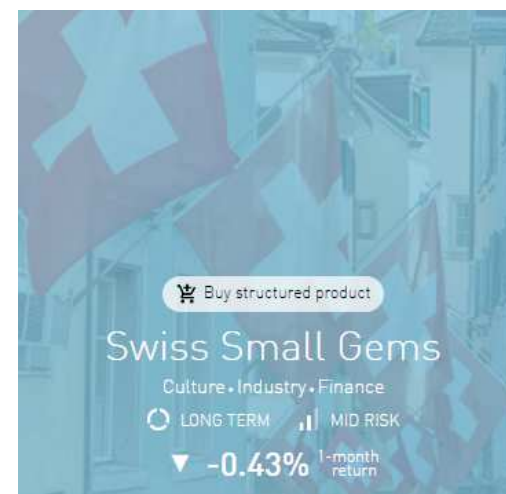 Buy structured product
Swiss Small Gems
Culture • Industry • Finance
LONG TERM MID RISK
▼ -0.43% 1-month return